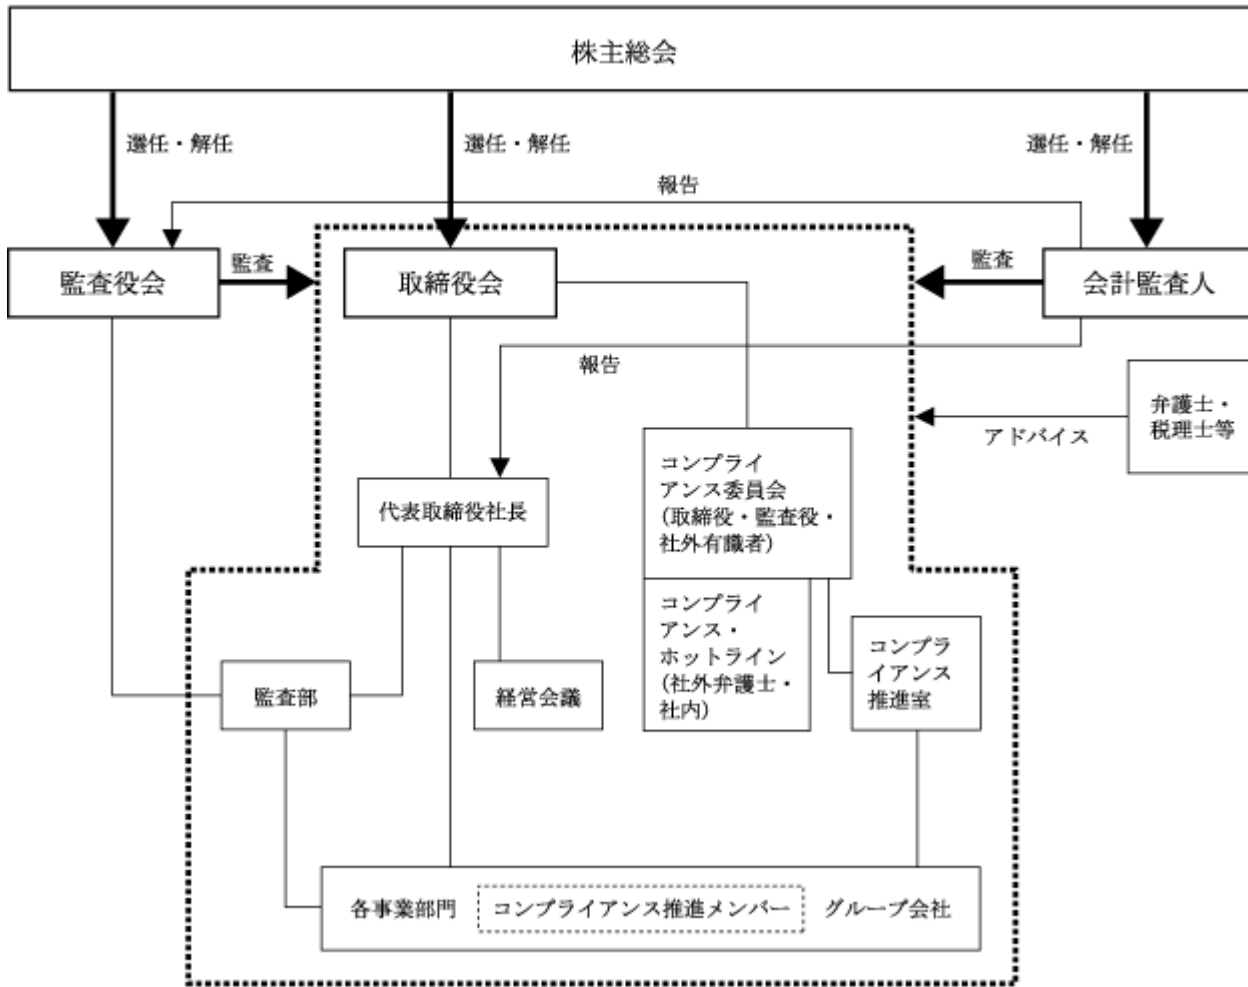 株主総会
選任・解任
選任・解任
選任・解任
報告
監査役会
監査
取締役会
監査
会計監査人
報告
弁護士・
税理士等
アドバイス
コンプライ
アンス委員会
(取締役・監査役・
社外有識者)
代表取締役社長
コンプライ
アンス・
ホットライン
(社外弁護士・
社内)
コンプラ
イアンス
推進室
監査部
経営会議
各事業部門
コンプライアンス推進メンバー
グループ会社